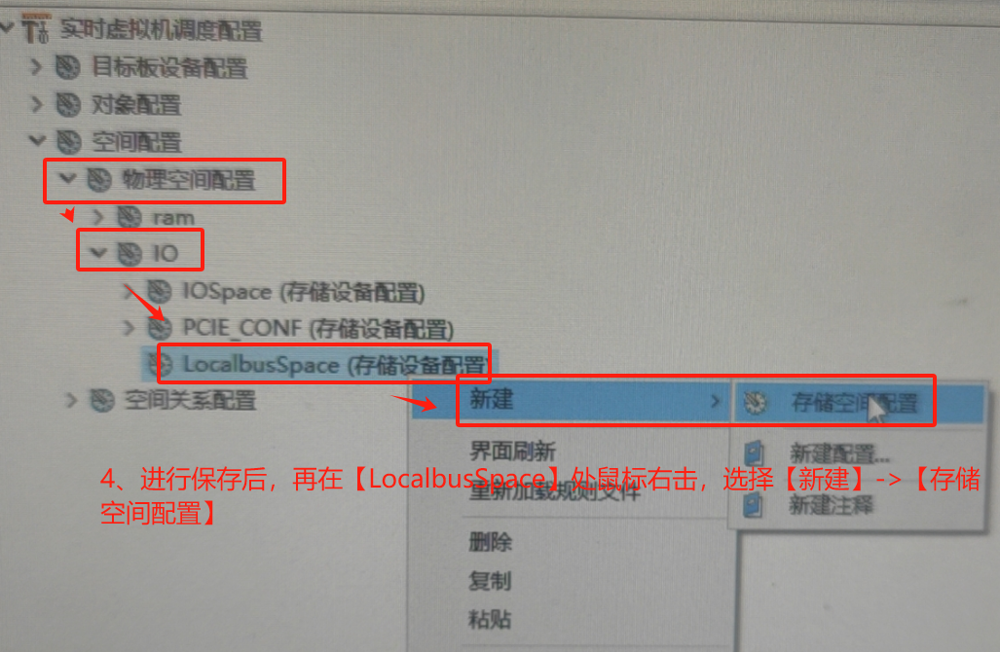 实时虚拟机调度配置
目标板设备配置
对象配置
空间配置
物理空间配置
ram
IO
IOSpace (存储设备配置)
PCIE_CONF (存储设备配置)
LocalbusSpace (存储设备配置)
空间关系配置
新建
存储空间配置
界面刷新
新建配置...
重新加载规则文件
新建注释
删除
复制
粘贴
4、进行保存后，再在【LocalbusSpace】处鼠标右击，选择【新建】->【存储
空间配置】